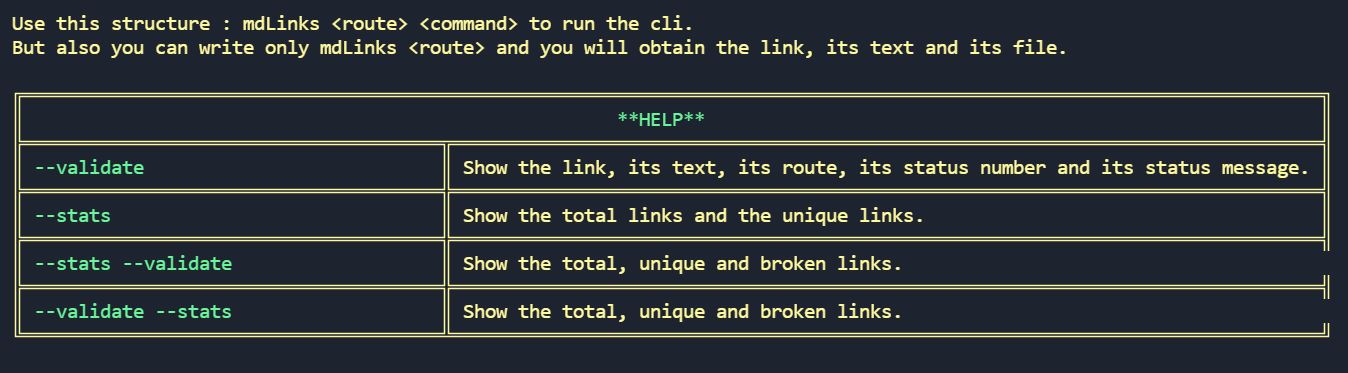 Use this structure : mdLinks <route> <command> to run the cli.
But also you can write only mdLinks <route> and you will obtain the link, its text and its file.
**HELP**
--validate Show the link, its text, its route, its status number and its status message.
--stats Show the total links and the unique links.
--stats --validate Show the total, unique and broken links.
--validate --stats Show the total, unique and broken links.